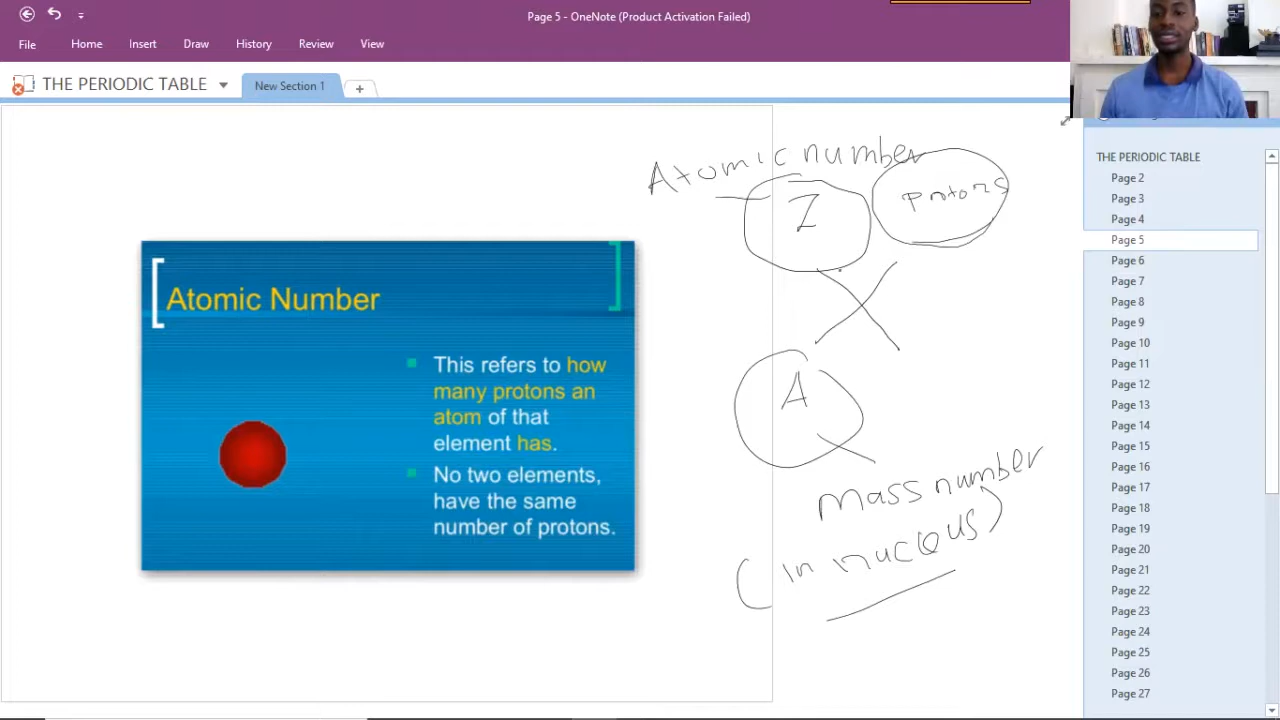 Page 5 - OneNote (Product Activation Failed)
File Home Insert Draw History Review View
THE PERIODIC TABLE
New Section 1
+
Atomic number
Z
Protons
A
Mass number
(in nucleus)
Atomic Number
This refers to how
many protons an
atom of that
element has.
No two elements,
have the same
number of protons.
THE PERIODIC TABLE
Page 2
Page 3
Page 4
Page 5
Page 6
Page 7
Page 8
Page 9
Page 10
Page 11
Page 12
Page 13
Page 14
Page 15
Page 16
Page 17
Page 18
Page 19
Page 20
Page 21
Page 22
Page 23
Page 24
Page 25
Page 26
Page 27